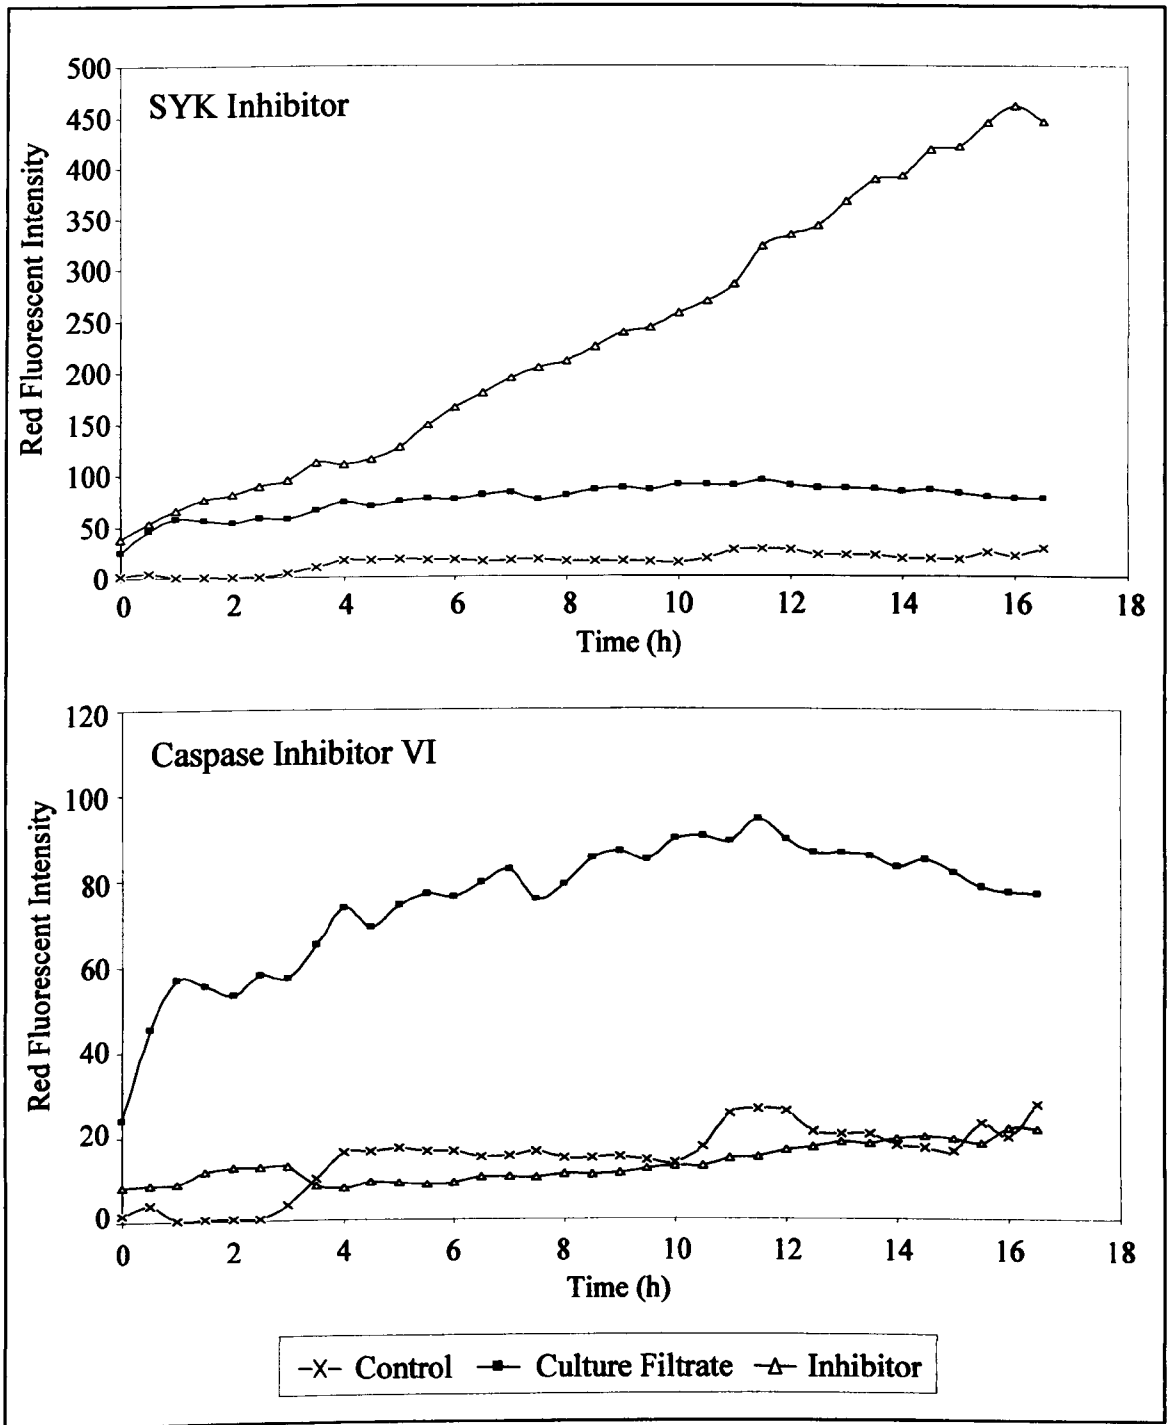 SYK Inhibitor
Red Fluorescent Intensity
500
450
400
350
300
250
200
150
100
50
0
0 2 4 6 8 10 12 14 16 18
Time (h)
Caspase Inhibitor VI
Red Fluorescent Intensity
120
100
80
60
40
20
0
0 2 4 6 8 10 12 14 16 18
Time (h)
Control Culture Filtrate Inhibitor